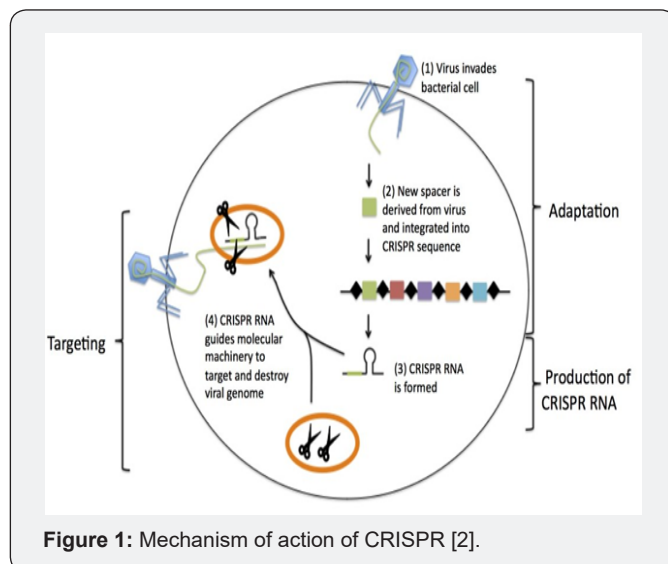 (1) Virus invades
bacterial cell
(2) New spacer is
derived from virus
and integrated into
CRISPR sequence
Adaptation
(3) CRISPR RNA
is formed
Production of
CRISPR RNA
(4) CRISPR RNA
guides molecular
machinery to
target and destroy
viral genome
Targeting
Figure 1: Mechanism of action of CRISPR [2].